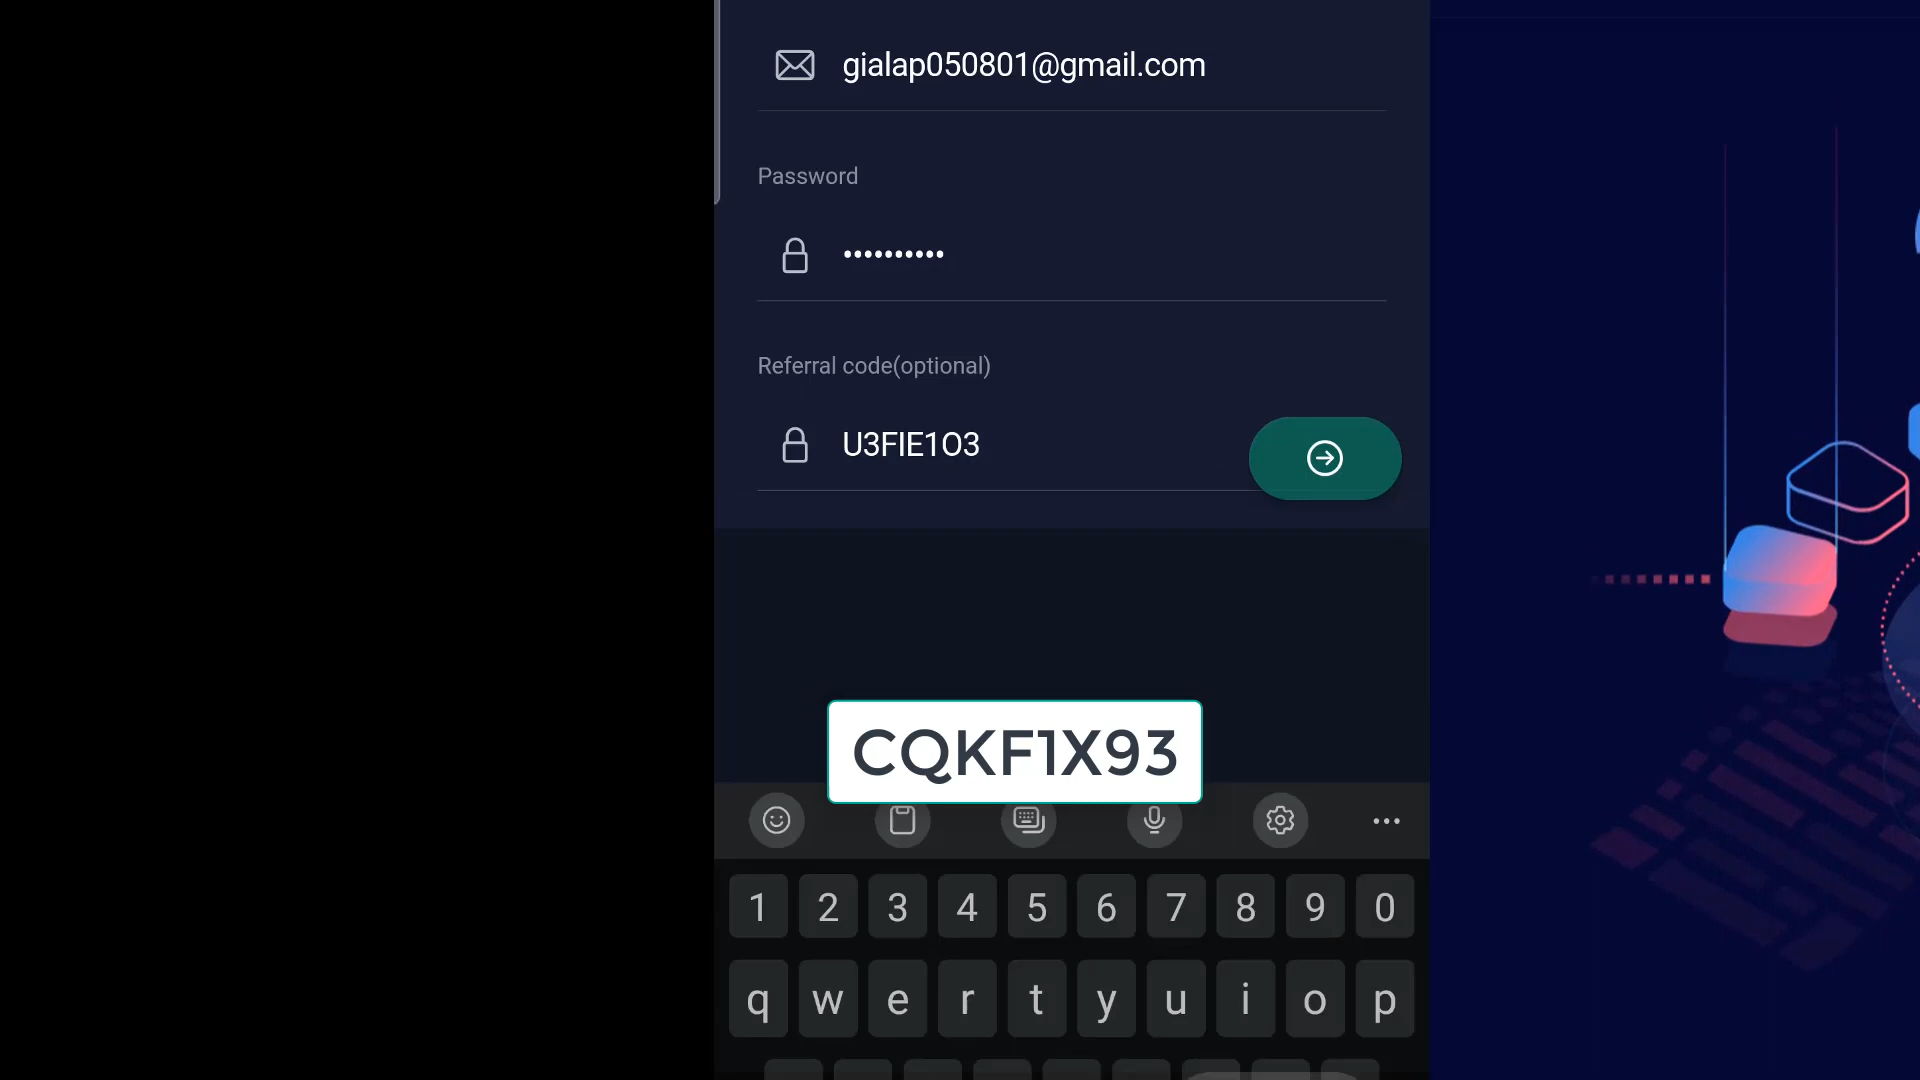 gialap050801@gmail.com
Password
••••••••••
Referral code(optional)
U3FIE1O3
CQKF1X93
1 2 3 4 5 6 7 8 9 0
q w e r t y u i o p